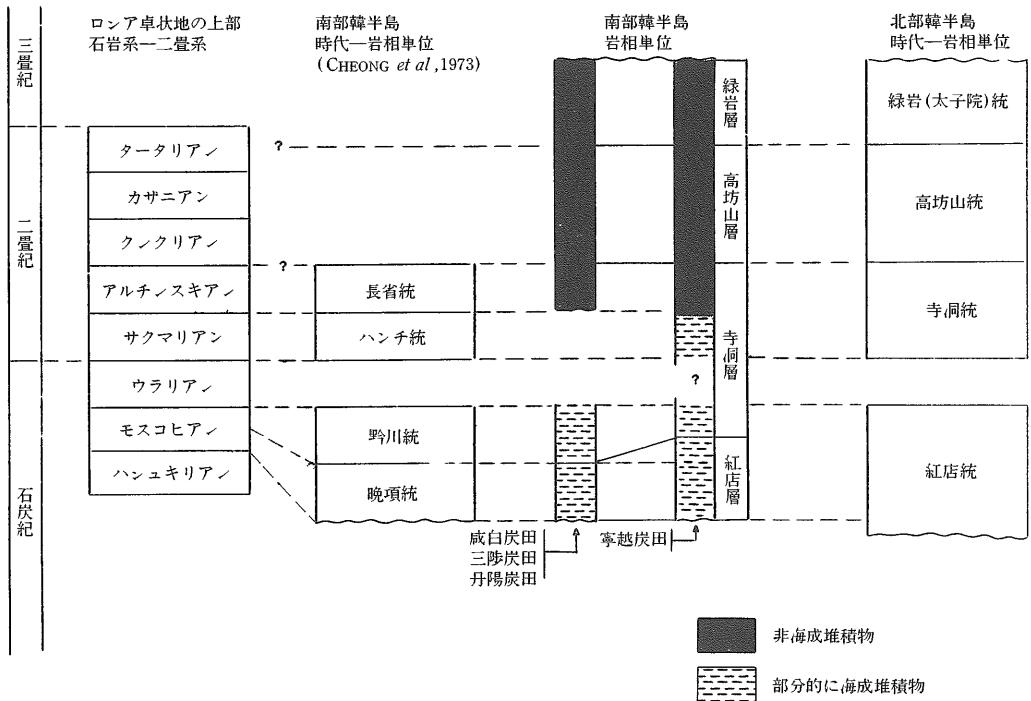 ロシア卓状地の上部
石岩系―二畳系
南部韓半島
時代―岩相単位
(CHEONG et al,1973)
南部韓半島
岩相単位
北部韓半島
時代―岩相単位
三畳紀
二畳紀
石炭紀
タータリアン
カザニアン
クンクリアン
アルチンスキアン
サクマリアン
ウラリアン
モスコヒアン
ハンュキリアン
?
?
長省統
ハンチ統
黔川統
晩項統
?
緑岩層
高坊山層
寺洞層
紅店層
緑岩(太子院)統
高坊山統
寺洞統
紅店統
咸白炭田
三陟炭田
丹陽炭田
寧越炭田
非海成堆積物
部分的に海成堆積物